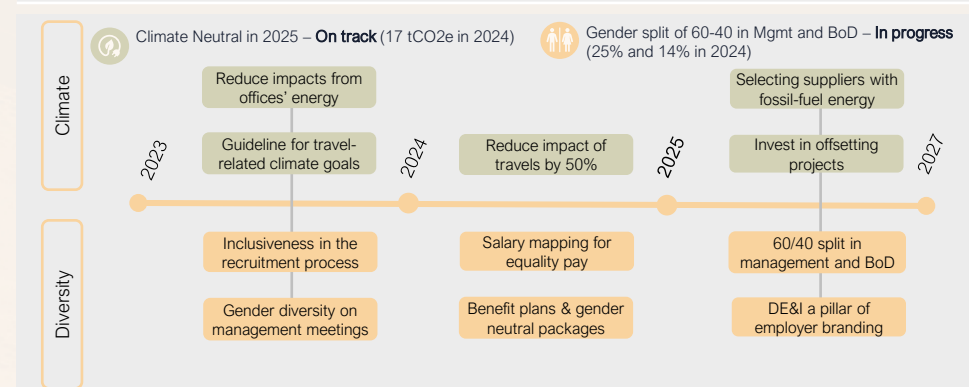 Climate Neutral in 2025 – On track (17 tCO2e in 2024)
Gender split of 60-40 in Mgmt and BoD – In progress
(25% and 14% in 2024)
Climate
Reduce impacts from
offices' energy
Selecting suppliers with
fossil-fuel energy
Guideline for travel-
related climate goals
Reduce impact of
travels by 50%
Invest in offsetting
projects
2023
2024
2025
2027
Diversity
Inclusiveness in the
recruitment process
Salary mapping for
equality pay
60/40 split in
management and BoD
Gender diversity on
management meetings
Benefit plans & gender
neutral packages
DE&I a pillar of
employer branding